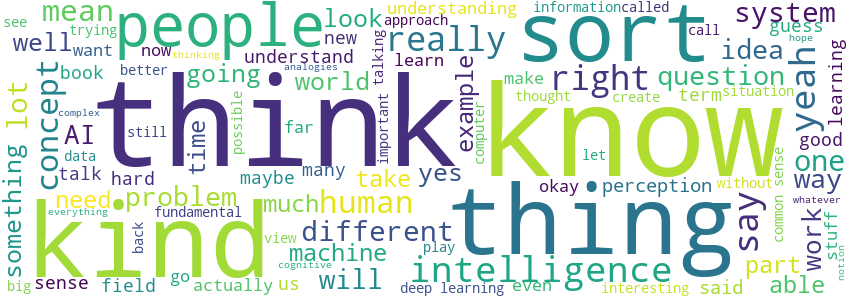 see
trying
mean
people
look
approach
understanding
information
called
system
well
want
now
thinking
new
talking
really
sort
call
guess
hope
book
better
going
understand
analogies
learn
right
idea
yeah
something
lot
concept
complex
AI
still
think
time
possible
world
far
important
example
computer
make
question
thought
create
term
situation
know
learning
data
talk
hard
maybe
many
take
yes
let
common sense
good
one
way
whatever
need
problem
much
human
okay
perception
without
everything
fundamental
kind
back
view
different
play
thing
say
work
stuff
notion
big
sense
field
go
actually
cognitive
us
machine
will
deep learning
intelligence
even
interesting
said
part
able